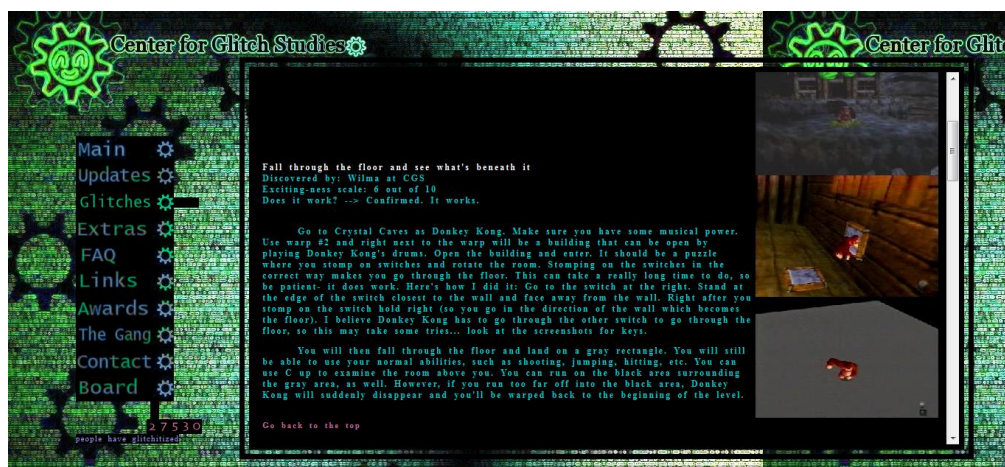 Center for Glitch Studies
Center for Glit
Main
Updates
Glitches
Extras
FAQ
Links
Awards
The Gang
Contact
Board
27530
people have glitchitized
Fall through the floor and see what's beneath it
Discovered by: Wilma at CGS
Exciting-ness scale: 6 out of 10
Does it work? --> Confirmed. It works.
Go to Crystal Caves as Donkey Kong. Make sure you have some musical power.
Use warp #2 and right next to the warp will be a building that can be open by
playing Donkey Kong's drums. Open the building and enter. It should be a puzzle
where you stomp on switches and rotate the room. Stomping on the switches in the
correct way makes you go through the floor. This can take a really long time to do, so
be patient- it does work. Here's how I did it: Go to the switch at the right. Stand at
the edge of the switch closest to the wall and face away from the wall. Right after you
stomp on the switch hold right (so you go in the direction of the wall which becomes
the floor). I believe Donkey Kong has to go through the other switch to go through the
floor, so this may take some tries... look at the screenshots for keys.
You will then fall through the floor and land on a gray rectangle. You will still
be able to use your normal abilities, such as shooting, jumping, hitting, etc. You can
use C up to examine the room above you. You can run on the black area surrounding
the gray area, as well. However, if you run too far off into the black area, Donkey
Kong will suddenly disappear and you'll be warped back to the beginning of the level.
Go back to the top